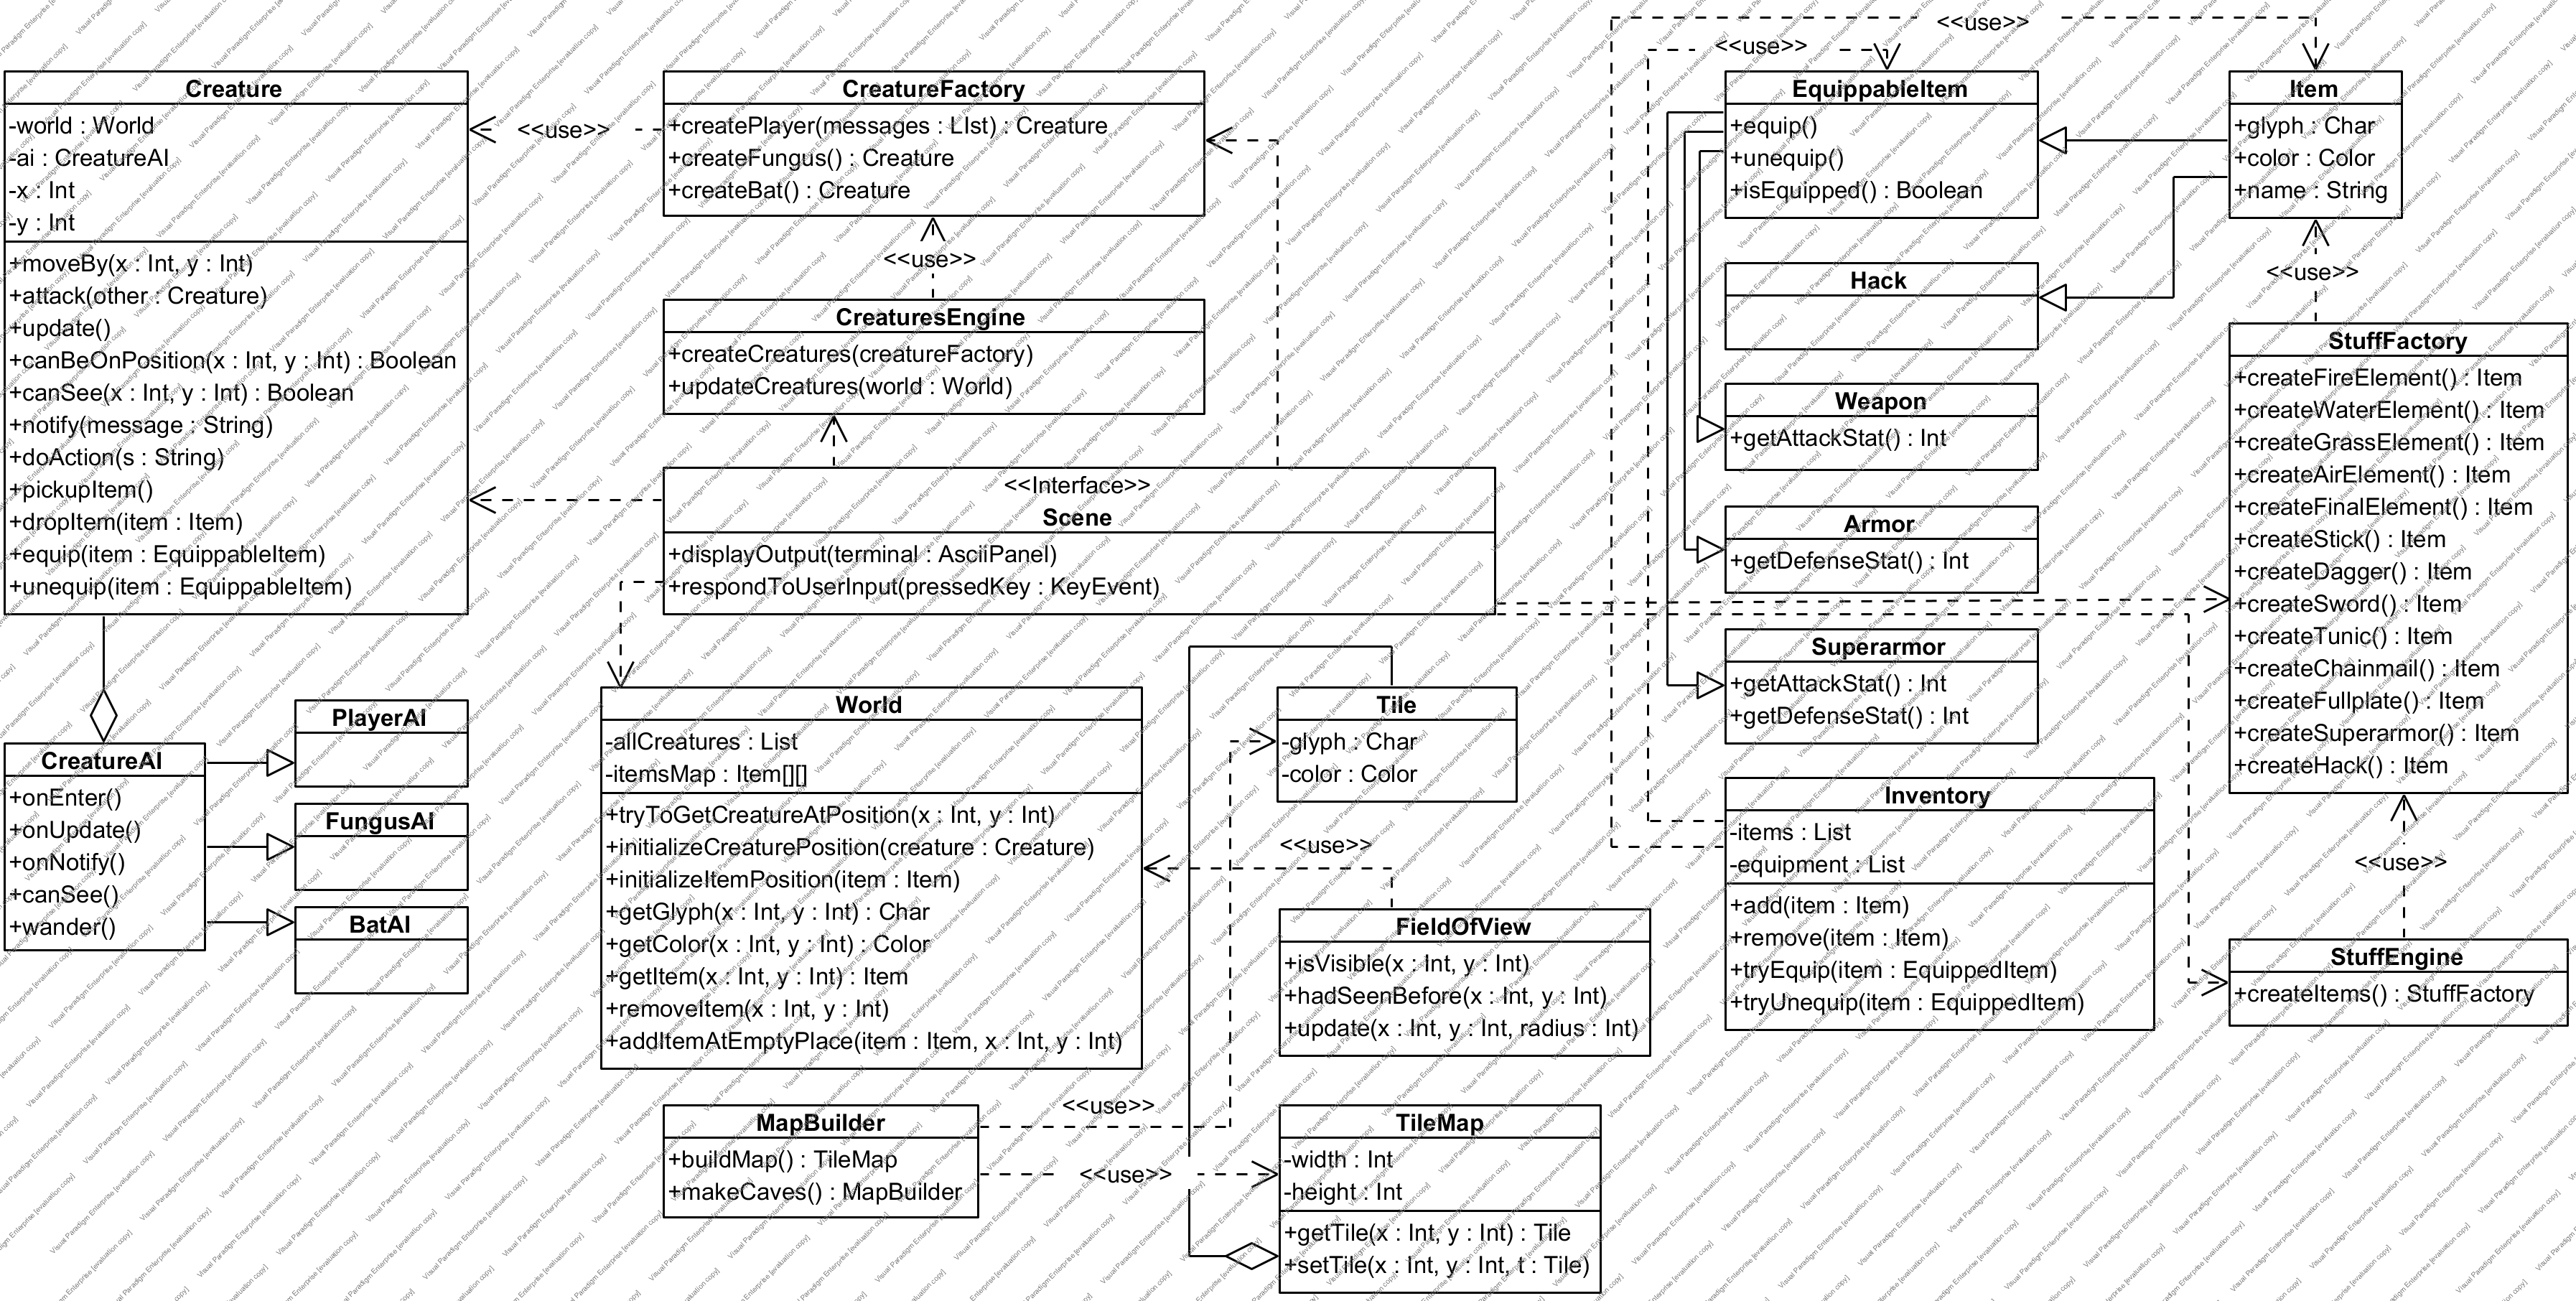 <<use>>
<<use>>
Creature
-world : World
-ai : CreatureAI
-x : Int
-y : Int
+moveBy(x : Int, y : Int)
+attack(other : Creature)
+update()
+canBeOnPosition(x : Int, y : Int) : Boolean
+canSee(x : Int, y : Int) : Boolean
+notify(message : String)
+doAction(s : String)
+pickupItem()
+dropItem(item : Item)
+equip(item : EquippableItem)
+unequip(item : EquippableItem)
<<use>>
CreatureFactory
+createPlayer(messages : LIst) : Creature
+createFungus() : Creature
+createBat() : Creature
<<use>>
CreaturesEngine
+createCreatures(creatureFactory)
+updateCreatures(world : World)
<<Interface>>
Scene
+displayOutput(terminal : AsciiPanel)
+respondToUserInput(pressedKey : KeyEvent)
EquippableItem
+equip()
+unequip()
+isEquipped() : Boolean
Item
+glyph : Char
+color : Color
+name : String
<<use>>
Hack
Weapon
+getAttackStat() : Int
Armor
+getDefenseStat() : Int
Superarmor
+getAttackStat() : Int
+getDefenseStat() : Int
StuffFactory
+createFireElement() : Item
+createWaterElement() : Item
+createGrassElement() : Item
+createAirElement() : Item
+createFinalElement() : Item
+createStick() : Item
+createDagger() : Item
+createSword() : Item
+createTunic() : Item
+createChainmail() : Item
+createFullplate() : Item
+createSuperarmor() : Item
+createHack() : Item
CreatureAI
+onEnter()
+onUpdate()
+onNotify()
+canSee()
+wander()
PlayerAI
FungusAI
BatAI
World
-allCreatures : List
-itemsMap : Item[][]
+tryToGetCreatureAtPosition(x : Int, y : Int)
+initializeCreaturePosition(creature : Creature)
+initializeItemPosition(item : Item)
+getGlyph(x : Int, y : Int) : Char
+getColor(x : Int, y : Int) : Color
+getItem(x : Int, y : Int) : Item
+removeItem(x : Int, y : Int)
+addItemAtEmptyPlace(item : Item, x : Int, y : Int)
Tile
-glyph : Char
-color : Color
<<use>>
FieldOfView
+isVisible(x : Int, y : Int)
+hadSeenBefore(x : Int, y : Int)
+update(x : Int, y : Int, radius : Int)
Inventory
-items : List
-equipment : List
+add(item : Item)
+remove(item : Item)
+tryEquip(item : EquippedItem)
+tryUnequip(item : EquippedItem)
<<use>>
StuffEngine
+createItems() : StuffFactory
MapBuilder
+buildMap() : TileMap
+makeCaves() : MapBuilder
<<use>>
<<use>>
TileMap
-width : Int
-height : Int
+getTile(x : Int, y : Int) : Tile
+setTile(x : Int, y : Int, t : Tile)
Visual Paradigm Enterprise [evaluation copy]